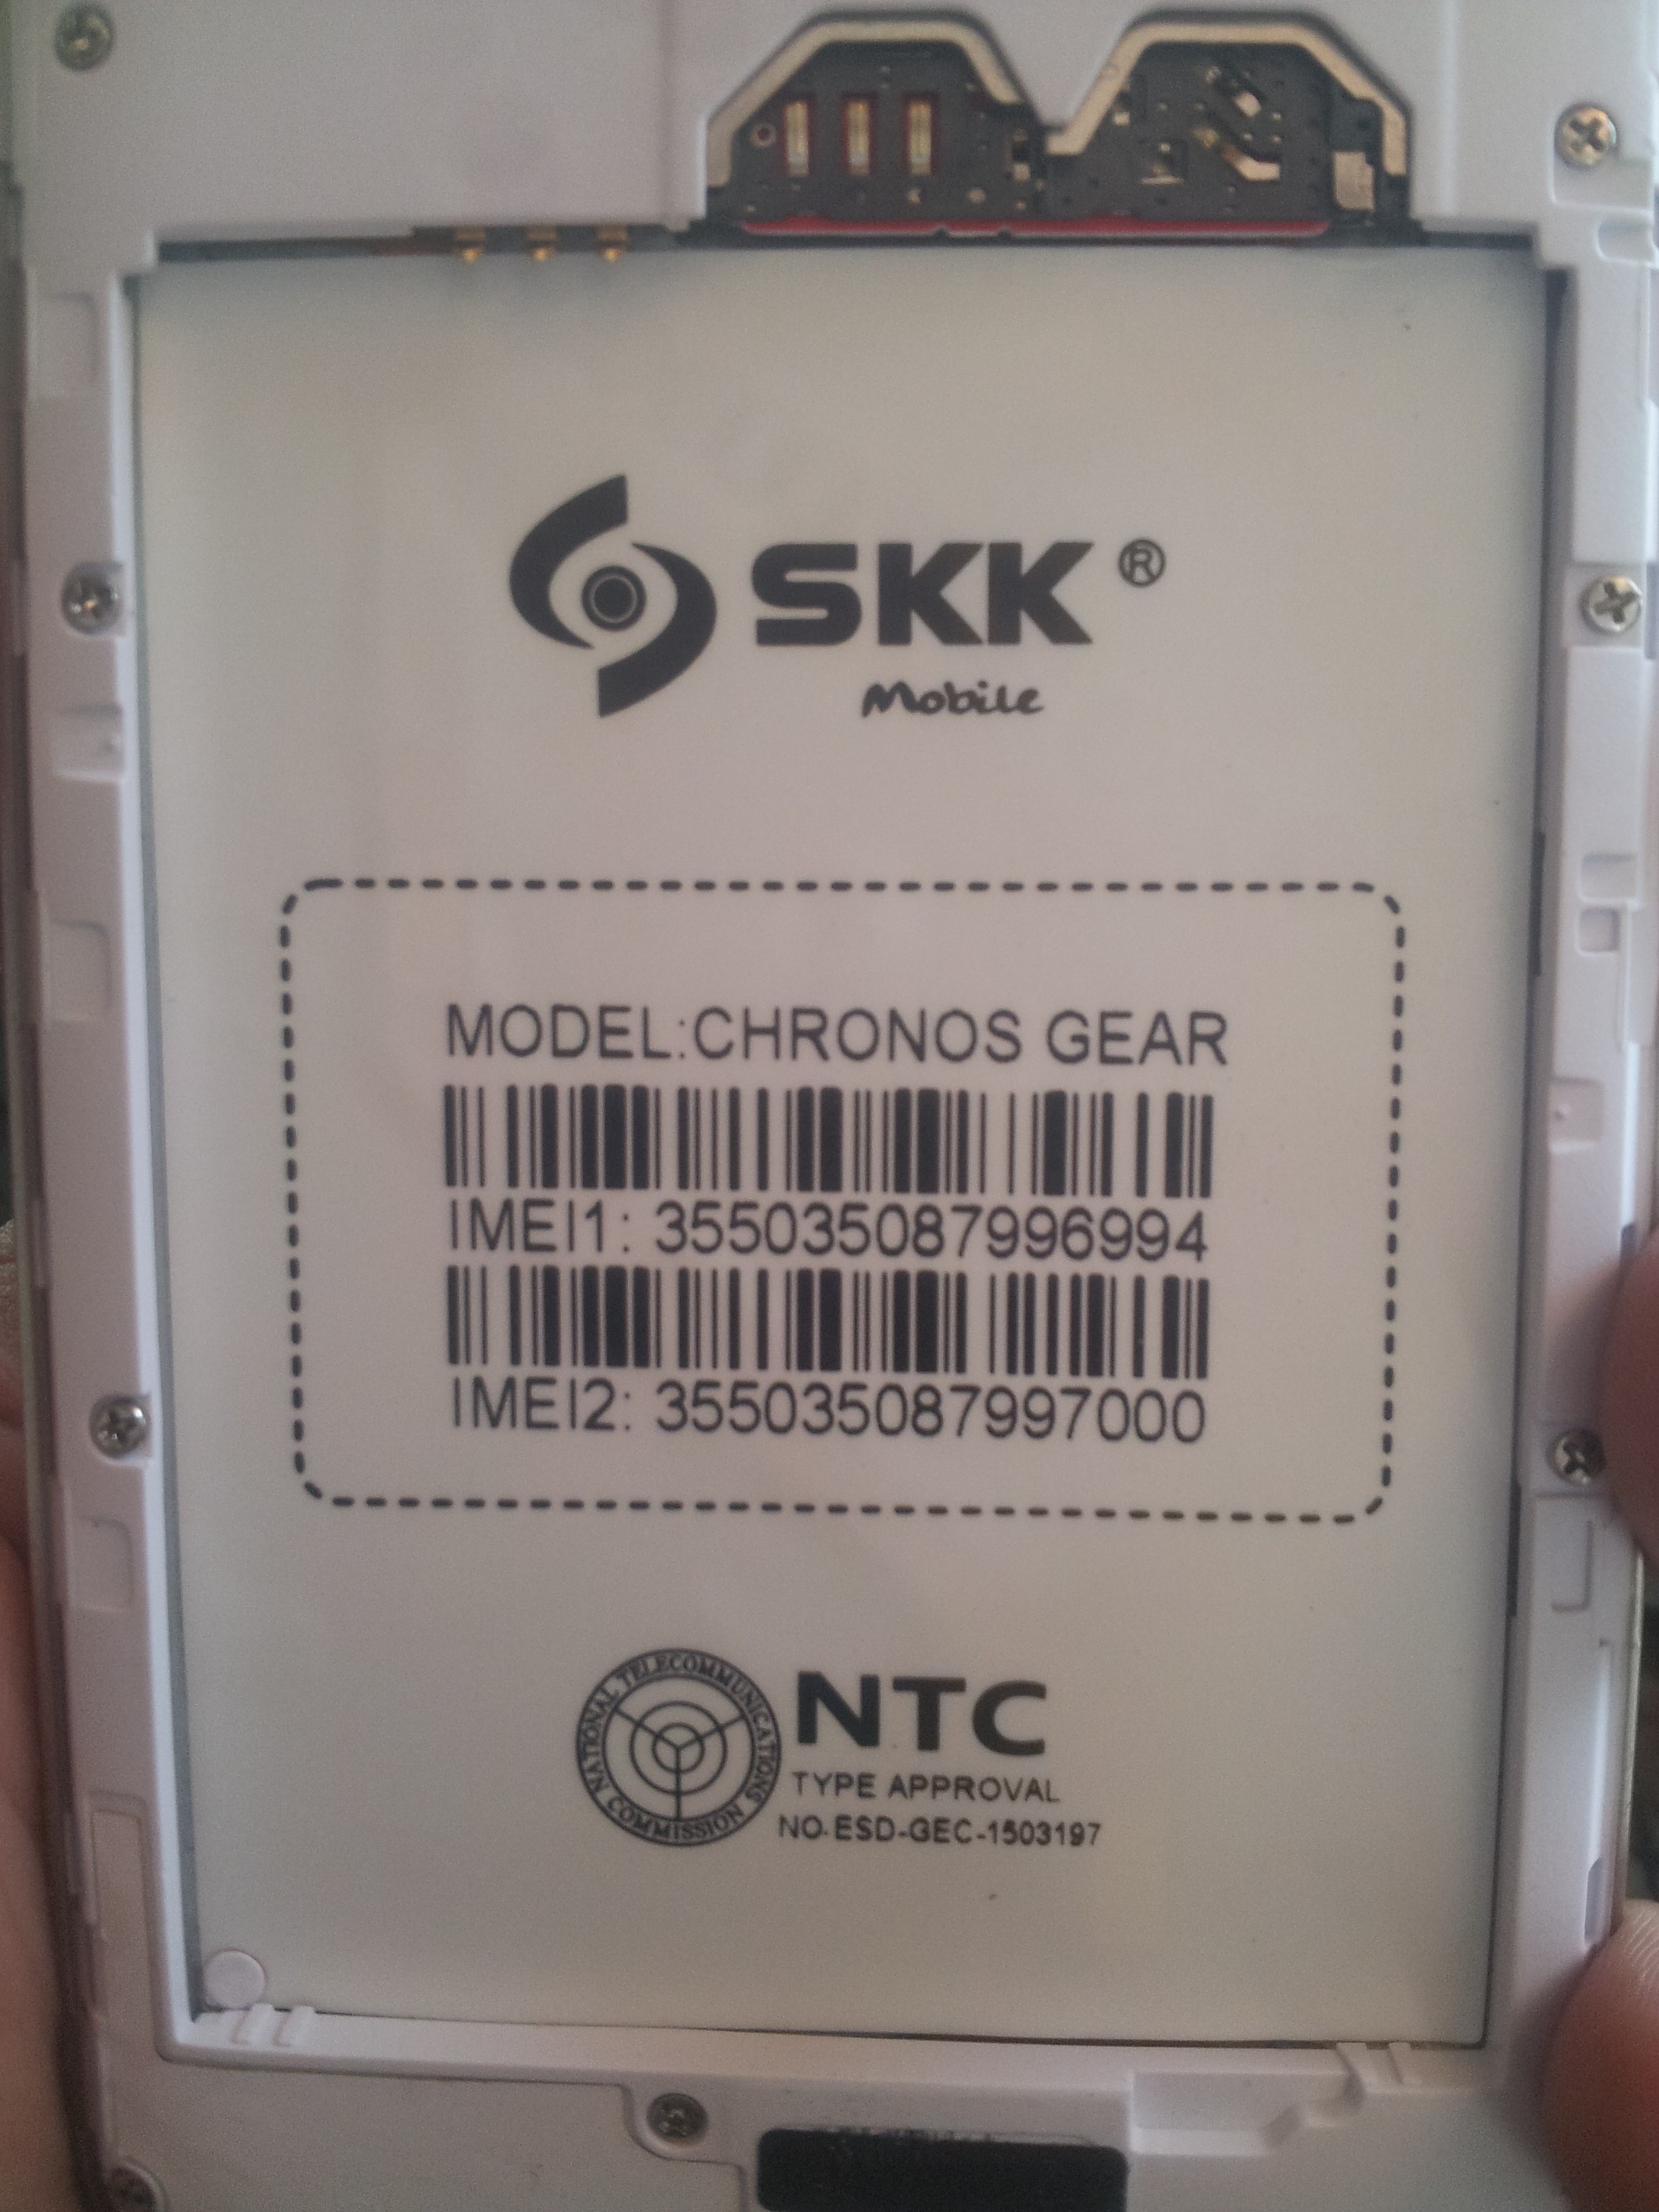 SKK ®
Mobile
MODEL:CHRONOS GEAR
IMEI1: 355035087996994
IMEI2: 355035087997000
NATIONAL TELECOMMUNICATIONS COMMISSION
NTC
TYPE APPROVAL
NO.ESD-GEC-1503197